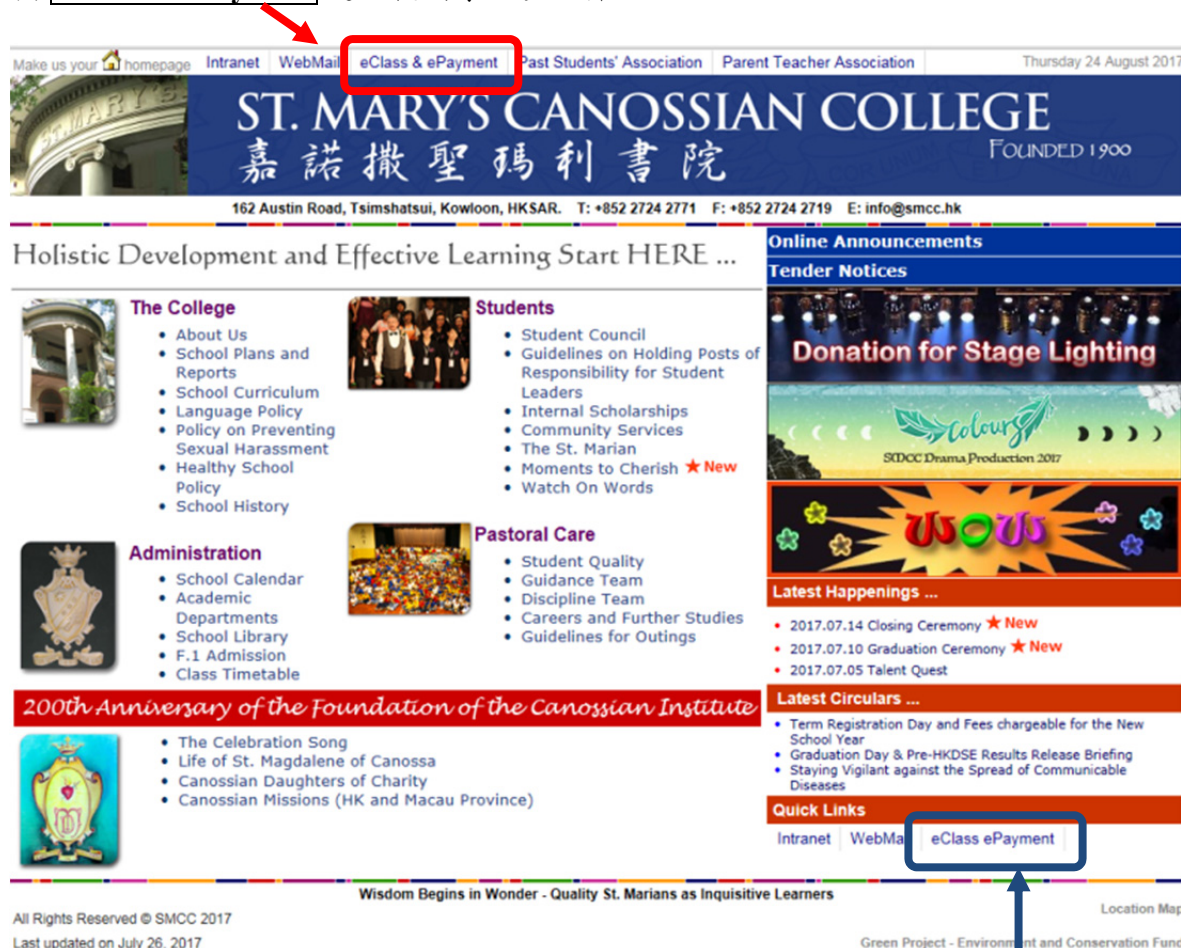 Make us your homepage Intranet WebMail eClass & ePayment Past Students' Association Parent Teacher Association Thursday 24 August 2017
ST. MARY'S
ST. MARY'S CANOSSIAN COLLEGE
嘉諾撒聖瑪利書院
FOUNDED 1900
162 Austin Road, Tsimshatsui, Kowloon, HKSAR. T: +852 2724 2771 F: +852 2724 2719 E: info@smcc.hk
Holistic Development and Effective Learning Start HERE ...
The College
• About Us
• School Plans and
Reports
• School Curriculum
• Language Policy
• Policy on Preventing
Sexual Harassment
• Healthy School
Policy
• School History
Students
• Student Council
• Guidelines on Holding Posts of
Responsibility for Student
Leaders
• Internal Scholarships
• Community Services
• The St. Marian
• Moments to Cherish ★ New
• Watch On Words
Administration
• School Calendar
• Academic
Departments
• School Library
• F.1 Admission
• Class Timetable
Pastoral Care
• Student Quality
• Guidance Team
• Discipline Team
• Careers and Further Studies
• Guidelines for Outings
200th Anniversary of the Foundation of the Canossian Institute
• The Celebration Song
• Life of St. Magdalene of Canossa
• Canossian Daughters of Charity
• Canossian Missions (HK and Macau Province)
Online Announcements
Tender Notices
Donation for Stage Lighting
Colours
SMCC Drama Production 2017
WOW
Latest Happenings ...
• 2017.07.14 Closing Ceremony ★ New
• 2017.07.10 Graduation Ceremony ★ New
• 2017.07.05 Talent Quest
Latest Circulars ...
• Term Registration Day and Fees chargeable for the New
School Year
• Graduation Day & Pre-HKDSE Results Release Briefing
• Staying Vigilant against the Spread of Communicable
Diseases
Quick Links
Intranet WebMa eClass ePayment
Wisdom Begins in Wonder - Quality St. Marians as Inquisitive Learners
All Rights Reserved © SMCC 2017
Location Map
Last updated on July 26, 2017
Green Project - Environment and Conservation Fund